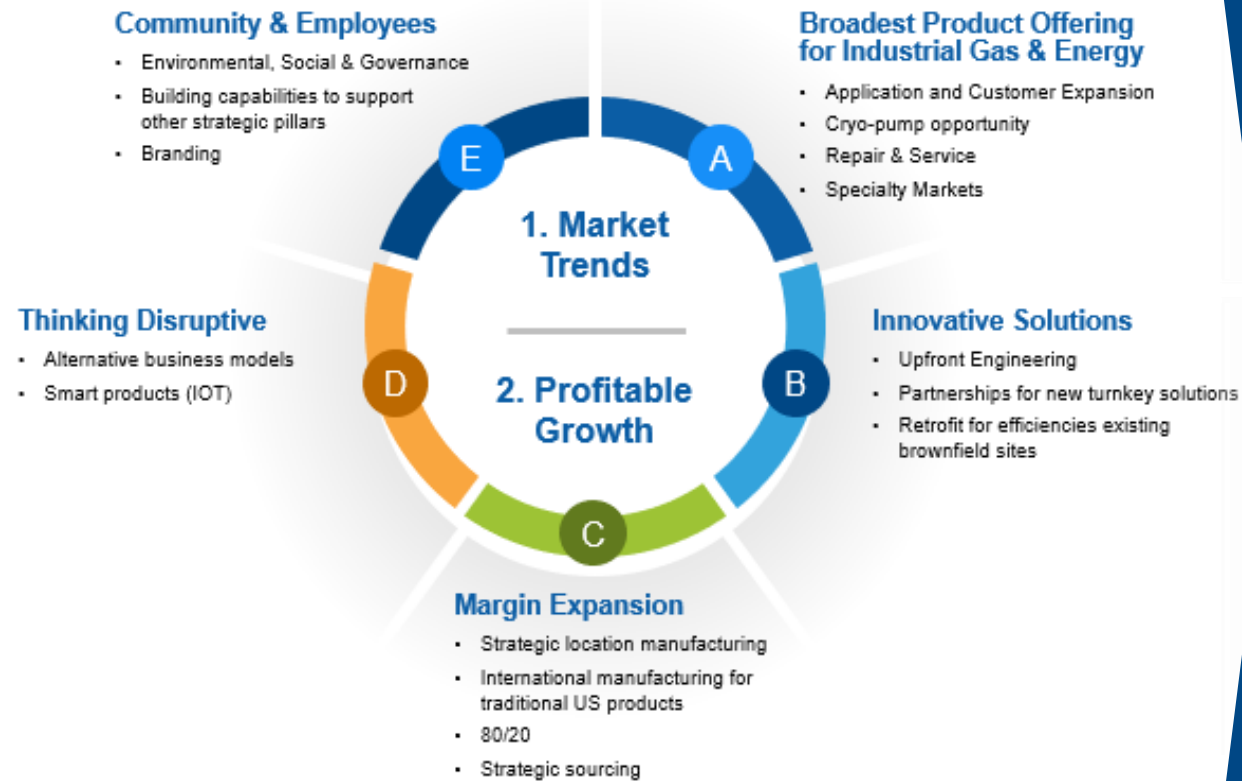 Community & Employees
• Environmental, Social & Governance
• Building capabilities to support
other strategic pillars
• Branding
Broadest Product Offering
for Industrial Gas & Energy
• Application and Customer Expansion
• Cryo-pump opportunity
• Repair & Service
• Specialty Markets
E
A
1. Market
Trends
Thinking Disruptive
• Alternative business models
• Smart products (IOT)
D
2. Profitable
Growth
B
Innovative Solutions
• Upfront Engineering
• Partnerships for new turnkey solutions
• Retrofit for efficiencies existing
brownfield sites
C
Margin Expansion
• Strategic location manufacturing
• International manufacturing for
traditional US products
• 80/20
• Strategic sourcing